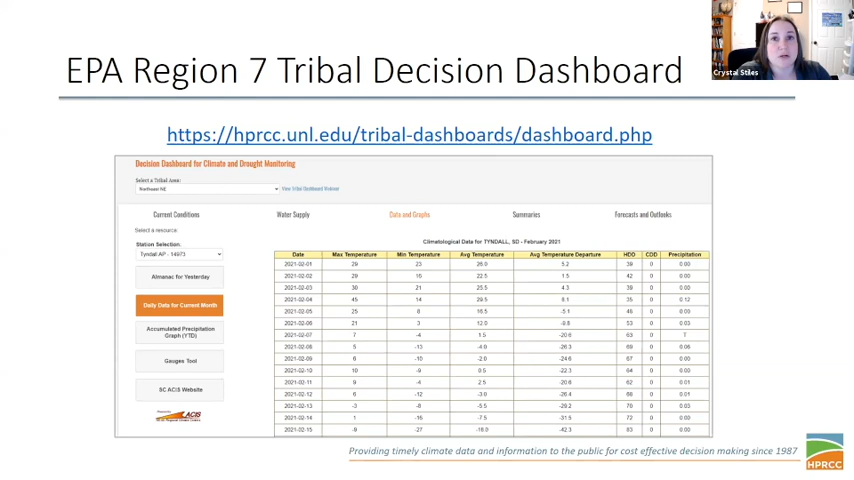 Crystal Stiles
EPA Region 7 Tribal Decision Dashboard
https://hprcc.unl.edu/tribal-dashboards/dashboard.php
Decision Dashboard for Climate and Drought Monitoring
Select a Tribal Area:
Northeast NE
View Tribal Dashboard Webinar
Current Conditions Water Supply Data and Graphs Summaries Forecasts and Outlooks
Select a resource:
Station Selection:
Tyndall AP - 14973
Almanac for Yesterday
Daily Data for Current Month
Accumulated Precipitation
Graph (YTD)
Gauges Tool
SC ACIS Website
ACIS
Climatological Data for TYNDALL, SD - February 2021
Date Max Temperature Min Temperature Avg Temperature Avg Temperature Departure HDD CDD Precipitation
2021-02-01 29 23 26.0 5.2 39 0 0.00
2021-02-02 29 16 22.5 1.5 42 0 0.00
2021-02-03 30 21 25.5 4.3 39 0 0.00
2021-02-04 45 14 29.5 8.1 35 0 0.12
2021-02-05 25 8 16.5 -5.1 48 0 0.00
2021-02-06 21 3 12.0 -9.8 53 0 0.03
2021-02-07 7 -4 1.5 -20.6 63 0 T
2021-02-08 5 -13 -4.0 -26.3 69 0 0.06
2021-02-09 6 -10 -2.0 -24.6 67 0 0.00
2021-02-10 10 -9 0.5 -22.3 64 0 0.00
2021-02-11 9 -4 2.5 -20.6 62 0 0.01
2021-02-12 6 -12 -3.0 -26.4 68 0 0.01
2021-02-13 -3 -8 -5.5 -29.2 70 0 0.03
2021-02-14 1 -16 -7.5 -31.5 72 0 0.00
2021-02-15 -9 -27 -18.0 -42.3 83 0 0.00
Providing timely climate data and information to the public for cost effective decision making since 1987
HPRCC